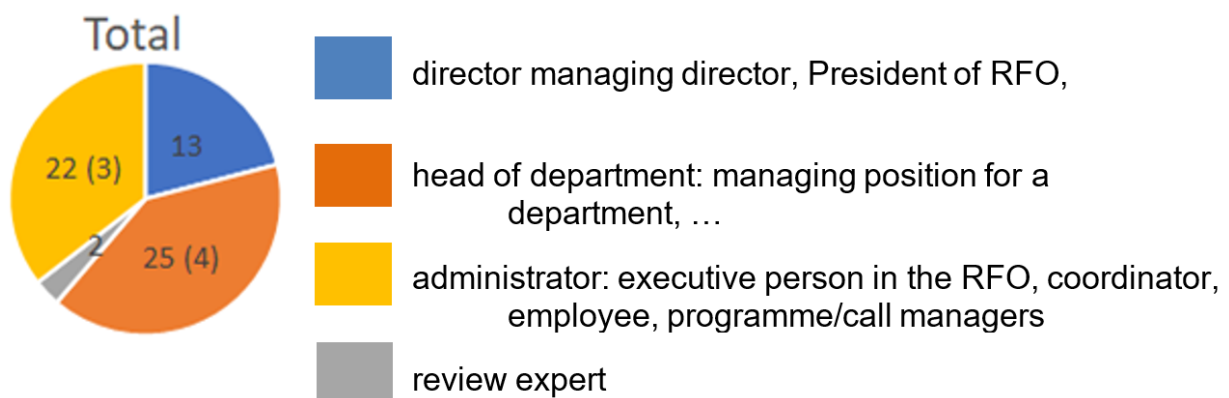 Total
13
22 (3)
2
25 (4)
director managing director, President of RFO,
head of department: managing position for a
department, …
administrator: executive person in the RFO, coordinator,
employee, programme/call managers
review expert